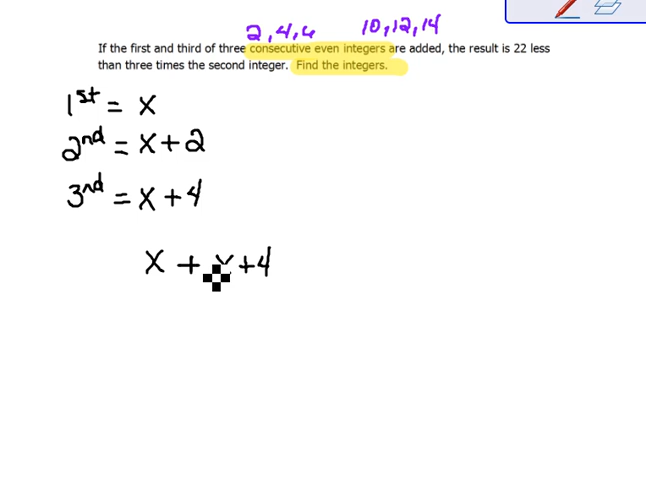 2,4,6 10,12,14
If the first and third of three consecutive even integers are added, the result is 22 less
than three times the second integer. Find the integers.
1st = x
2nd = x+2
3nd = x+4
x + x+4